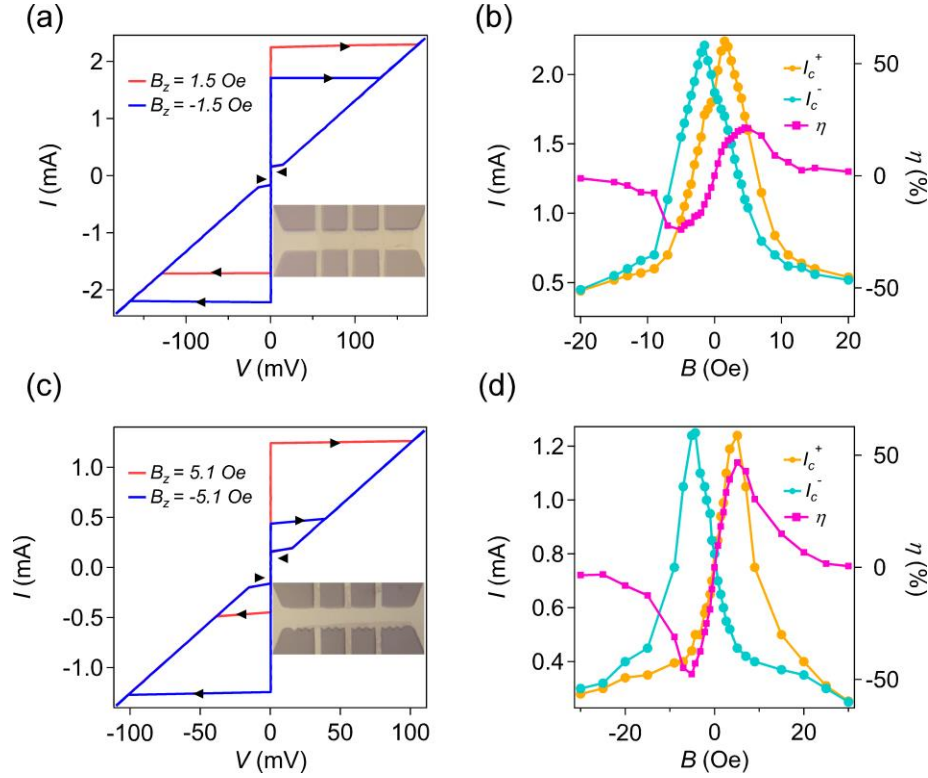 (a)
I (mA)
2
1
0
-1
-2
B_z = 1.5 Oe
B_z = -1.5 Oe
-100
0
100
V (mV)
(b)
I (mA)
2.0
1.5
1.0
0.5
I_c^+
I_c^-
η
50
0
-50
η (%)
-20
-10
0
10
20
B (Oe)
(c)
I (mA)
1.0
0.5
0.0
-0.5
-1.0
B_z = 5.1 Oe
B_z = -5.1 Oe
-100
-50
0
50
100
V (mV)
(d)
I (mA)
1.2
1.0
0.8
0.6
0.4
I_c^+
I_c^-
η
50
0
-50
η (%)
-20
0
20
B (Oe)